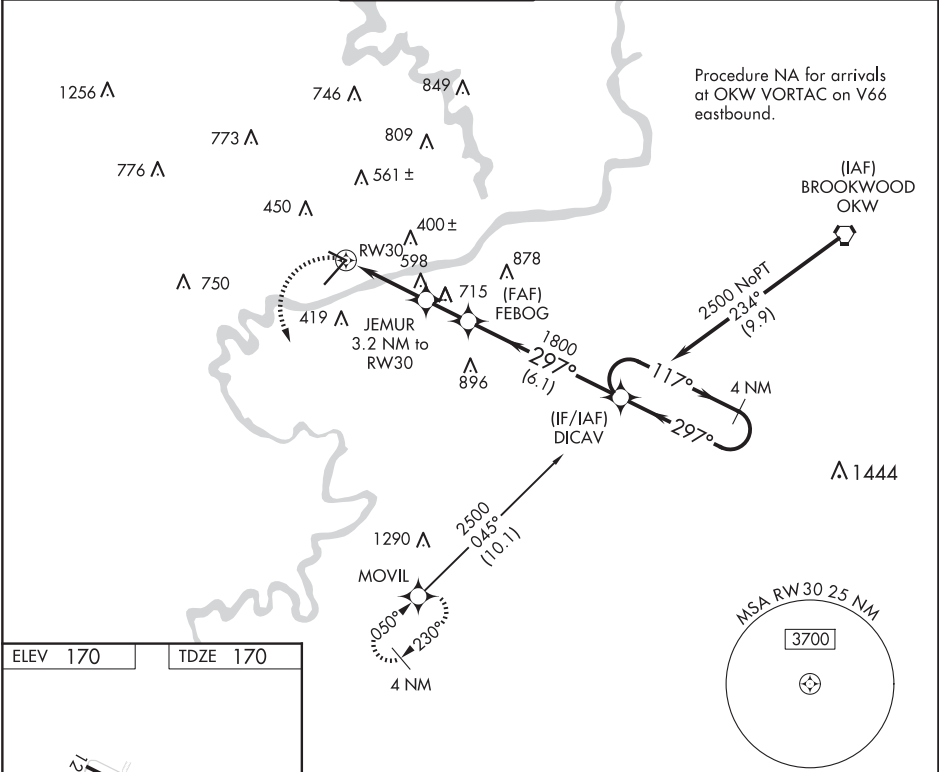 1256
746
849
Procedure NA for arrivals
at OKW VORTAC on V66
eastbound.
773
809
776
561 ±
(IAF)
BROOKWOOD
OKW
450
400 ±
RW30
598
878
750
715
(FAF)
FEBOG
2500 NoPT
234°
(9.9)
419
JEMUR
3.2 NM to
RW30
1800
297°
(6.1)
896
117°
4 NM
(IF/IAF)
DICAV
297°
1444
2500
045°
(10.1)
1290
MOVIL
050°
230°
4 NM
MSA RW30 25 NM
3700
ELEV 170
TDZE 170
12